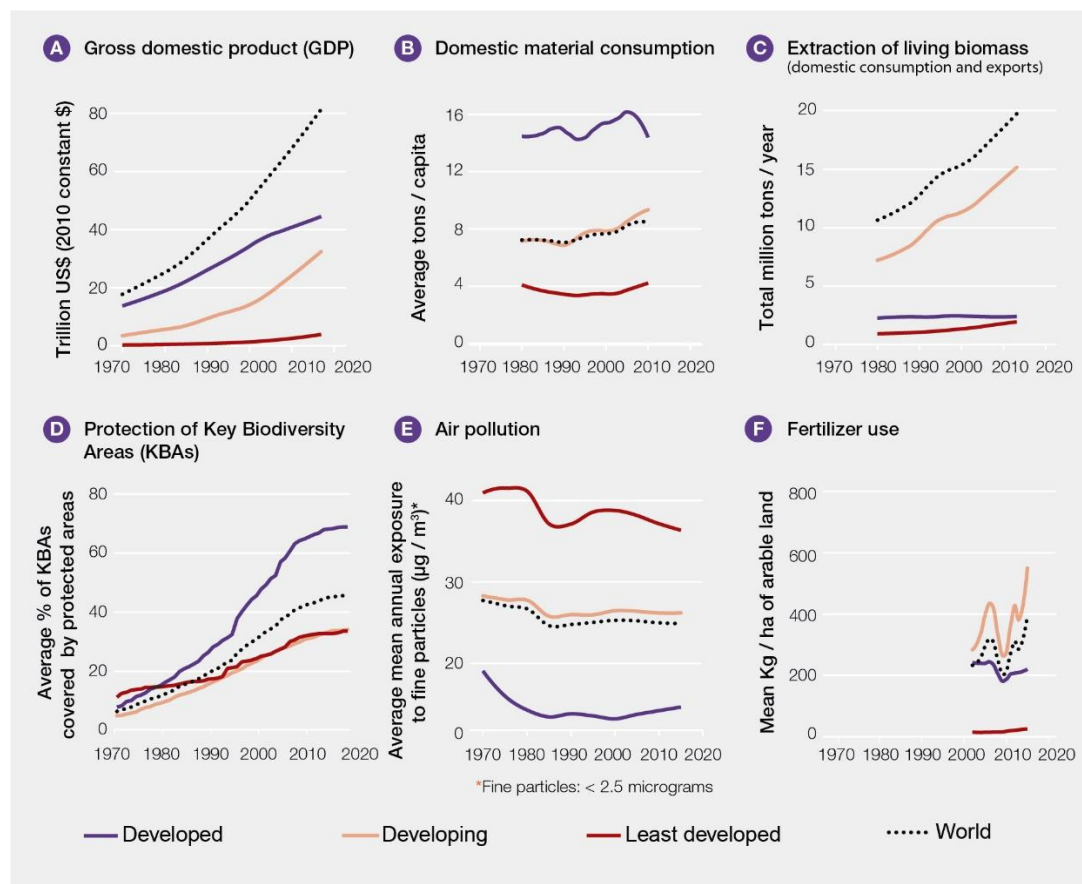 A Gross domestic product (GDP)
Trillion US$ (2010 constant $)
80
60
40
20
0
1970 1980 1990 2000 2010 2020
B Domestic material consumption
Average tons / capita
16
12
8
4
0
1970 1980 1990 2000 2010 2020
C Extraction of living biomass
(domestic consumption and exports)
Total million tons / year
20
15
10
5
0
1970 1980 1990 2000 2010 2020
D Protection of Key Biodiversity
Areas (KBAs)
Average % of KBAs
covered by protected areas
80
60
40
20
0
1970 1980 1990 2000 2010 2020
E Air pollution
Average mean annual exposure
to fine particles (µg / m³)*
40
30
20
0
1970 1980 1990 2000 2010 2020
*Fine particles: < 2.5 micrograms
F Fertilizer use
Mean Kg / ha of arable land
800
600
400
200
0
1970 1980 1990 2000 2010 2020
Developed Developing Least developed World